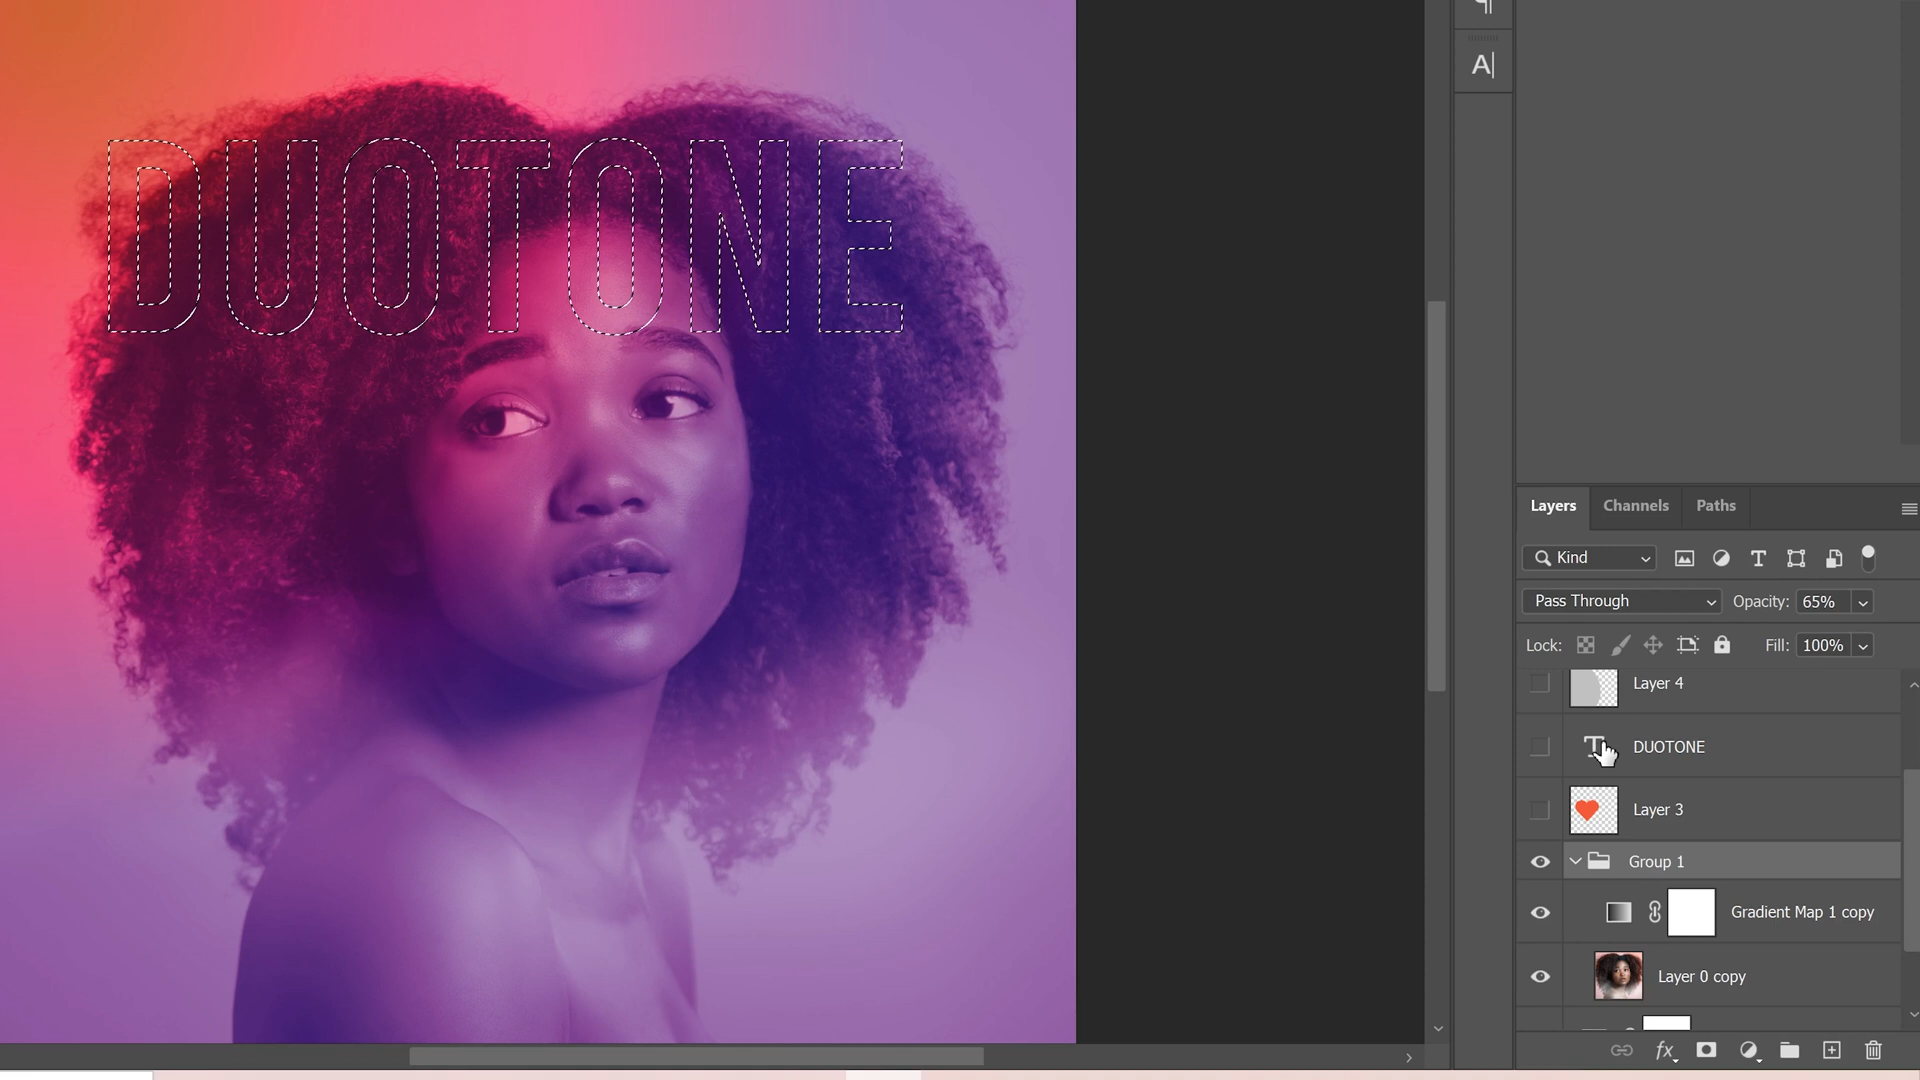 DUOTONE
A
Layers Channels Paths
Kind
Pass Through Opacity: 65%
Lock: Fill: 100%
Layer 4
DUOTONE
Layer 3
Group 1
Gradient Map 1 copy
Layer 0 copy
fx